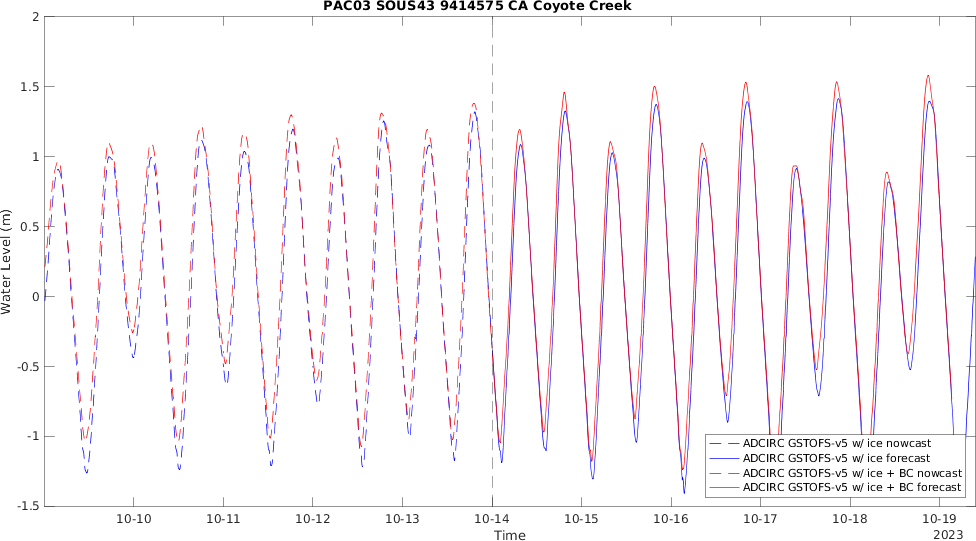 PAC03 SOUS43 9414575 CA Coyote Creek
2
1.5
1
0.5
0
-0.5
-1
-1.5
Water Level (m)
10-10
10-11
10-12
10-13
10-14
10-15
10-16
10-17
10-18
10-19
Time
2023
ADCIRC GSTOFS-v5 w/ ice nowcast
ADCIRC GSTOFS-v5 w/ ice forecast
ADCIRC GSTOFS-v5 w/ ice + BC nowcast
ADCIRC GSTOFS-v5 w/ ice + BC forecast